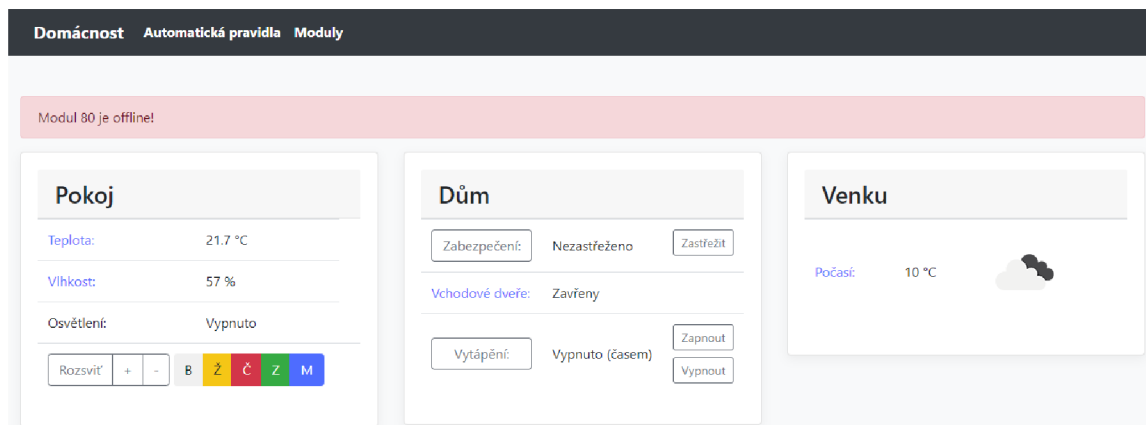 Domácnost Automatická pravidla Moduly
Modul 80 je offline!
Pokoj
Teplota: 21.7 °C
Vlhkost: 57 %
Osvětlení: Vypnuto
Rozsviť + - B Ž Č Z M
Dům
Zabezpečení: Nezastřeženo Zastřežit
Vchodové dveře: Zavřeny
Vytápění: Vypnuto (časem) Zapnout
Vypnout
Venku
Počasí: 10 °C